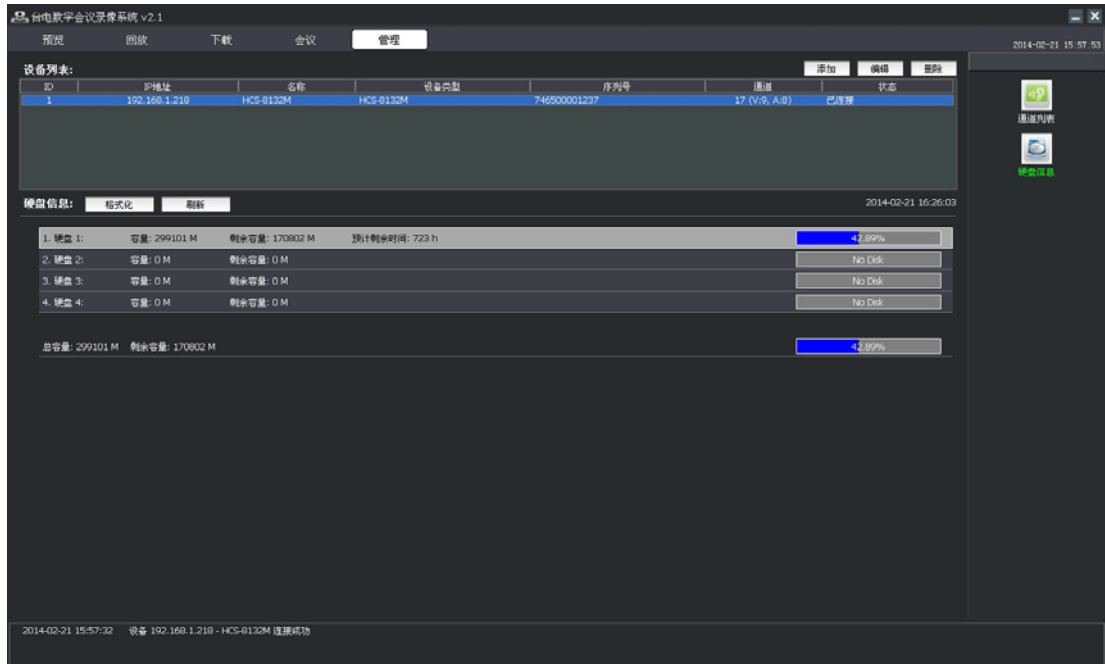 台电数字会议录像系统 v2.1
预览 回放 下载 会议 管理
2014-02-21 15:57:53
设备列表: 添加 编辑 删除
ID IP地址 名称 设备类型 序列号 通道 状态
1 192.168.1.218 HCS-8132M HCS-8132M 746500001237 17 (V:9, A:8) 已连接
通道列表
硬盘信息
硬盘信息: 格式化 刷新 2014-02-21 16:26:03
1. 硬盘 1: 容量: 299101 M 剩余容量: 170802 M 预计剩余时间: 723 h 42.89%
2. 硬盘 2: 容量: 0 M 剩余容量: 0 M No Disk
3. 硬盘 3: 容量: 0 M 剩余容量: 0 M No Disk
4. 硬盘 4: 容量: 0 M 剩余容量: 0 M No Disk
总容量: 299101 M 剩余容量: 170802 M 42.89%
2014-02-21 15:57:32 设备 192.168.1.218 - HCS-8132M 连接成功